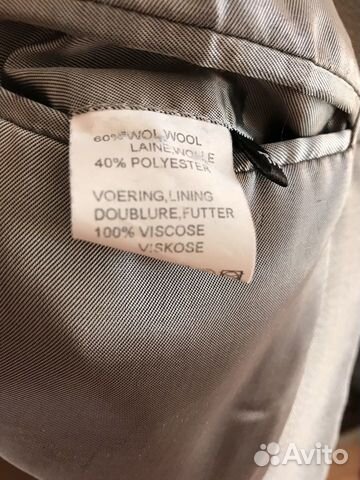 60% WOL,WOOL
LAINE,WOLLE
40% POLYESTER
VOERING,LINING
DOUBLURE,FUTTER
100% VISCOSE
VISKOSE
Avito